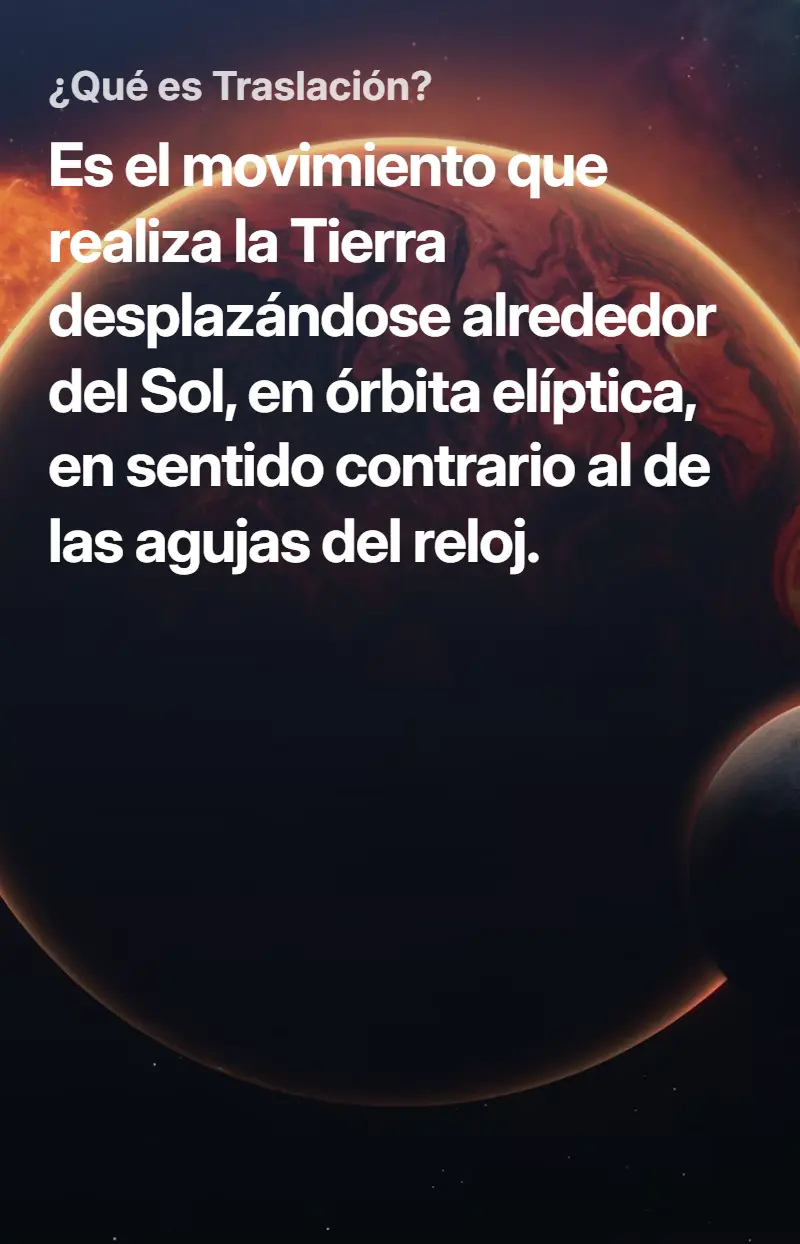 ¿Qué es Traslación?
Es el movimiento que
realiza la Tierra
desplazándose alrededor
del Sol, en órbita elíptica,
en sentido contrario al de
las agujas del reloj.